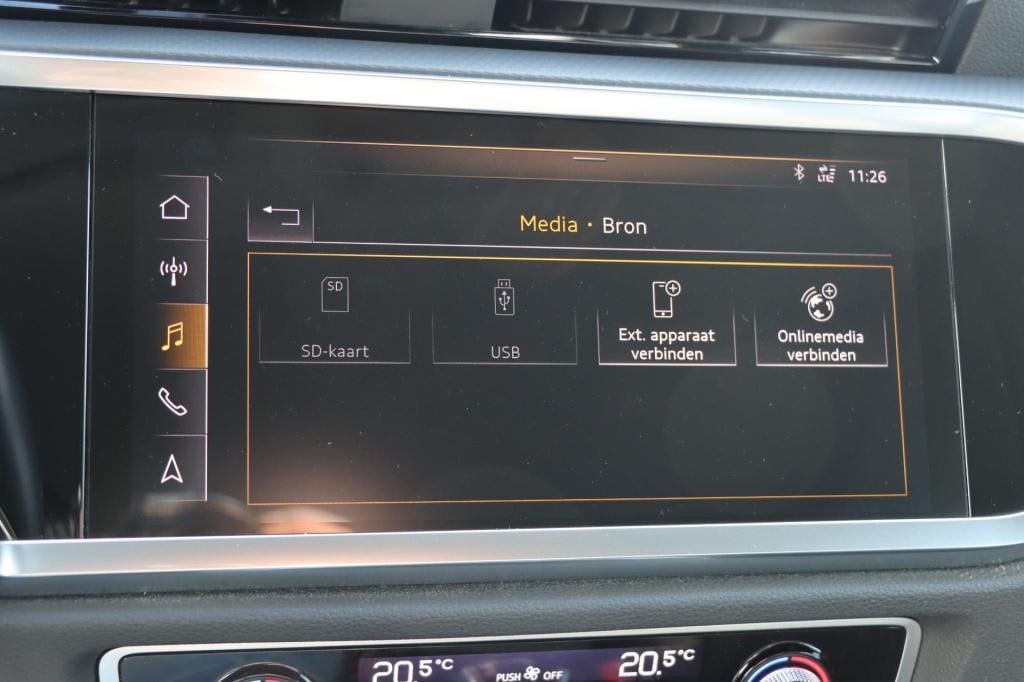 LTE 11:26
Media · Bron
SD
SD-kaart
USB
Ext. apparaat
verbinden
Onlinemedia
verbinden
20.5°C
PUSH OFF
20.5°C